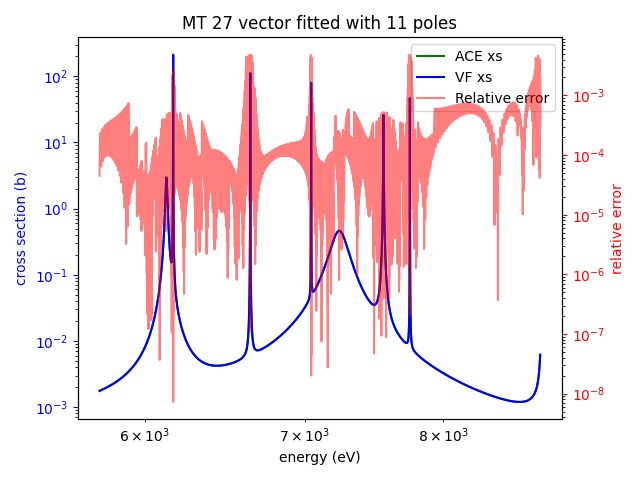 MT 27 vector fitted with 11 poles
ACE xs
VF xs
Relative error
cross section (b)
10² 10¹ 10⁰ 10⁻¹ 10⁻² 10⁻³
relative error
10⁻³ 10⁻⁴ 10⁻⁵ 10⁻⁶ 10⁻⁷ 10⁻⁸
6 × 10³ 7 × 10³ 8 × 10³
energy (eV)